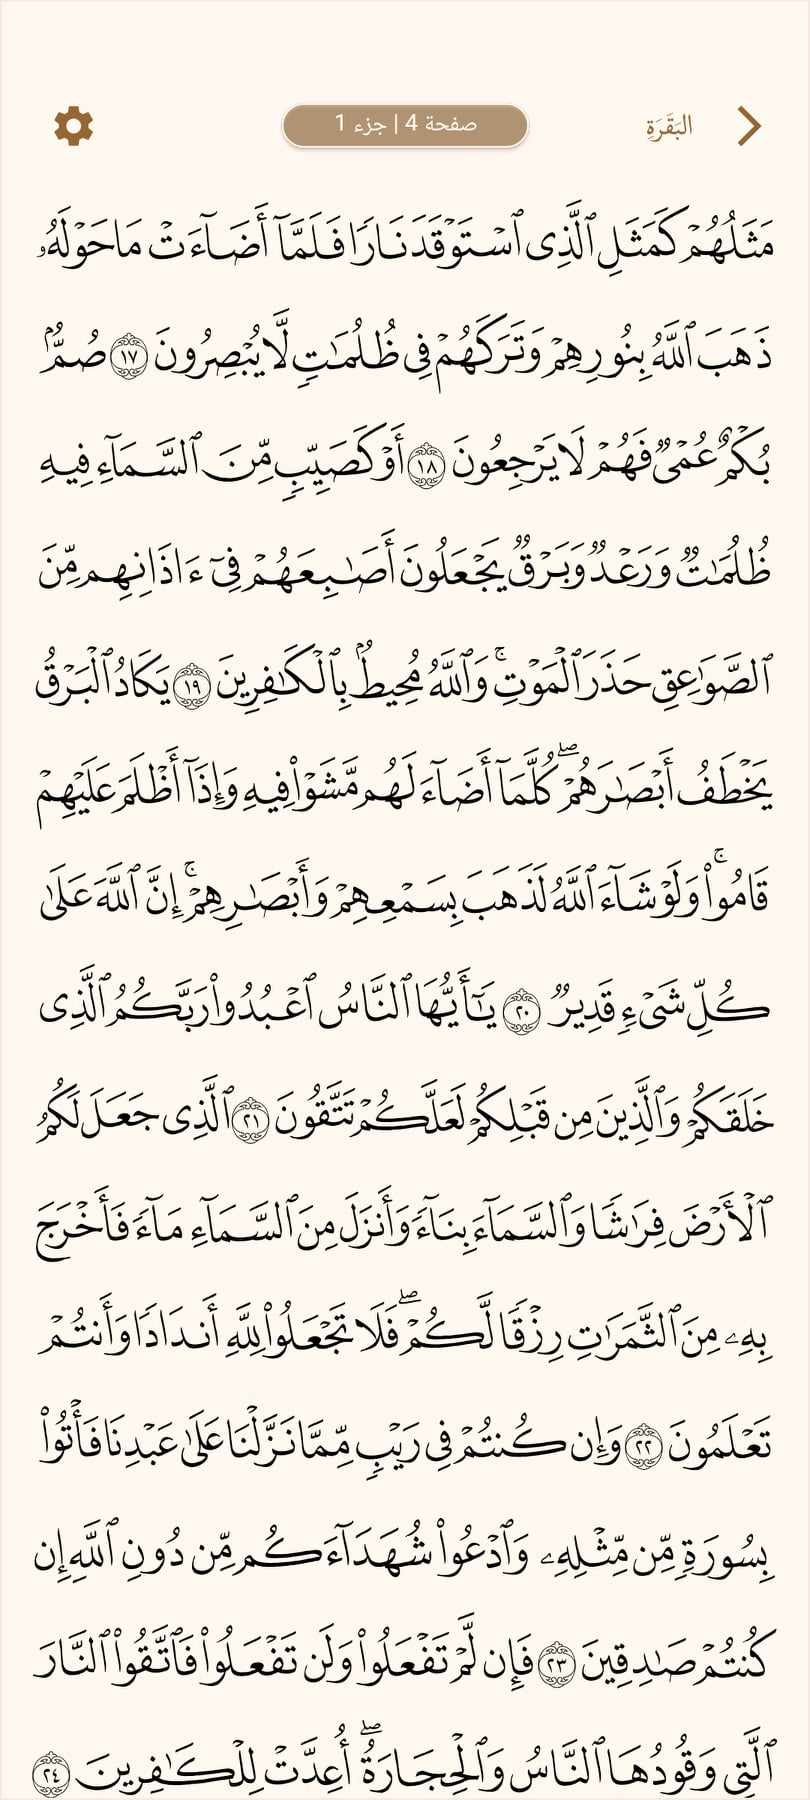 البَقَرَةِ
صفحة 4 | جزء 1
مَثَلُهُمْ كَمَثَلِ ٱلَّذِى ٱسْتَوْقَدَ نَارًا فَلَمَّآ أَضَآءَتْ مَا حَوْلَهُۥ
ذَهَبَ ٱللَّهُ بِنُورِهِمْ وَتَرَكَهُمْ فِى ظُلُمَـٰتٍ لَّا يُبْصِرُونَ ١٧ صُمٌّۢ
بُكْمٌ عُمْىٌ فَهُمْ لَا يَرْجِعُونَ ١٨ أَوْ كَصَيِّبٍ مِّنَ ٱلسَّمَآءِ فِيهِ
ظُلُمَـٰتٌ وَرَعْدٌ وَبَرْقٌ يَجْعَلُونَ أَصَـٰبِعَهُمْ فِىٓ ءَاذَانِهِم مِّنَ
ٱلصَّوَٰعِقِ حَذَرَ ٱلْمَوْتِ ۚ وَٱللَّهُ مُحِيطٌۢ بِٱلْكَـٰفِرِينَ ١٩ يَكَادُ ٱلْبَرْقُ
يَخْطَفُ أَبْصَـٰرَهُمْ ۖ كُلَّمَآ أَضَآءَ لَهُم مَّشَوْا۟ فِيهِ وَإِذَآ أَظْلَمَ عَلَيْهِمْ
قَامُوا۟ ۚ وَلَوْ شَآءَ ٱللَّهُ لَذَهَبَ بِسَمْعِهِمْ وَأَبْصَـٰرِهِمْ ۚ إِنَّ ٱللَّهَ عَلَىٰ
كُلِّ شَىْءٍ قَدِيرٌ ٢٠ يَـٰٓأَيُّهَا ٱلنَّاسُ ٱعْبُدُوا۟ رَبَّكُمُ ٱلَّذِى
خَلَقَكُمْ وَٱلَّذِينَ مِن قَبْلِكُمْ لَعَلَّكُمْ تَتَّقُونَ ٢١ ٱلَّذِى جَعَلَ لَكُمُ
ٱلْأَرْضَ فِرَٰشًا وَٱلسَّمَآءَ بِنَآءً وَأَنزَلَ مِنَ ٱلسَّمَآءِ مَآءً فَأَخْرَجَ
بِهِۦ مِنَ ٱلثَّمَرَٰتِ رِزْقًا لَّكُمْ ۖ فَلَا تَجْعَلُوا۟ لِلَّهِ أَندَادًا وَأَنتُمْ
تَعْلَمُونَ ٢٢ وَإِن كُنتُمْ فِى رَيْبٍ مِّمَّا نَزَّلْنَا عَلَىٰ عَبْدِنَا فَأْتُوا۟
بِسُورَةٍ مِّن مِّثْلِهِۦ وَٱدْعُوا۟ شُهَدَآءَكُم مِّن دُونِ ٱللَّهِ إِن
كُنتُمْ صَـٰدِقِينَ ٢٣ فَإِن لَّمْ تَفْعَلُوا۟ وَلَن تَفْعَلُوا۟ فَٱتَّقُوا۟ ٱلنَّارَ
ٱلَّتِى وَقُودُهَا ٱلنَّاسُ وَٱلْحِجَارَةُ ۖ أُعِدَّتْ لِلْكَـٰفِرِينَ ٢٤